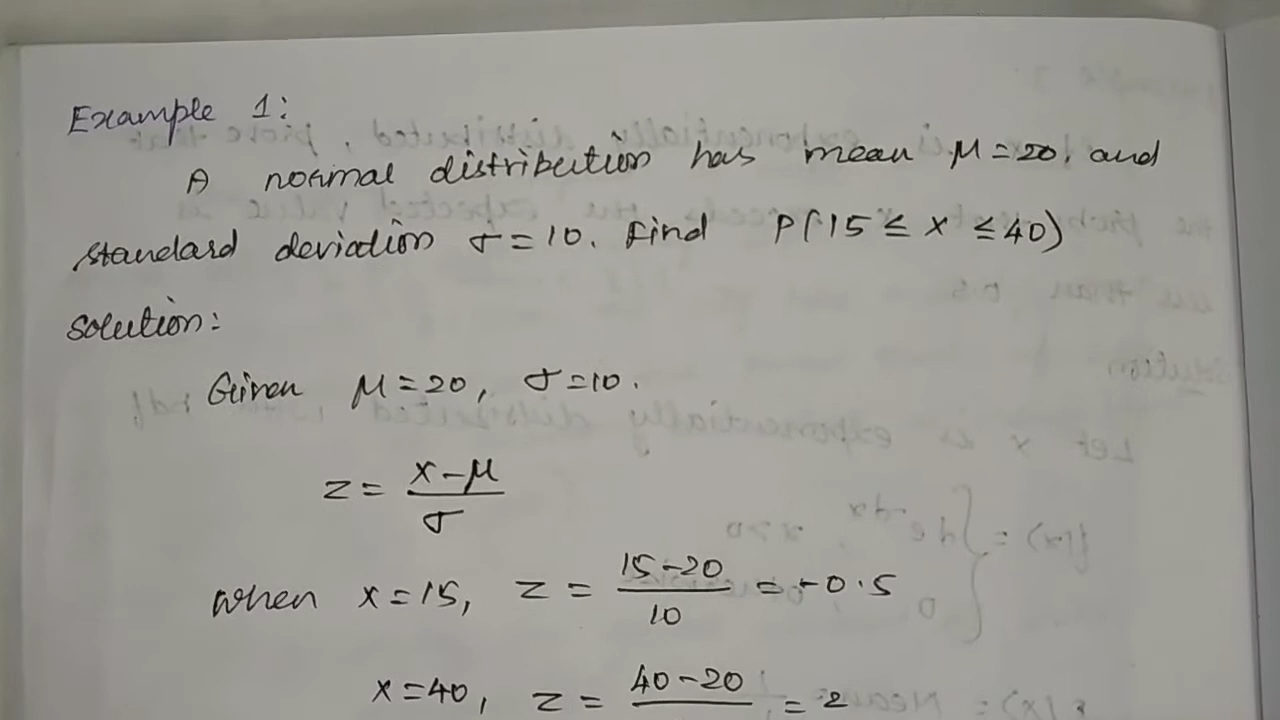 Example 1:
A normal distribution has mean μ = 20, and
standard deviation σ = 10. Find P(15 ≤ x ≤ 40)
solution:
Given μ = 20, σ = 10.
z = (x - μ) / σ
When x = 15, z = (15 - 20) / 10 = -0.5
x = 40, z = (40 - 20) / = 2